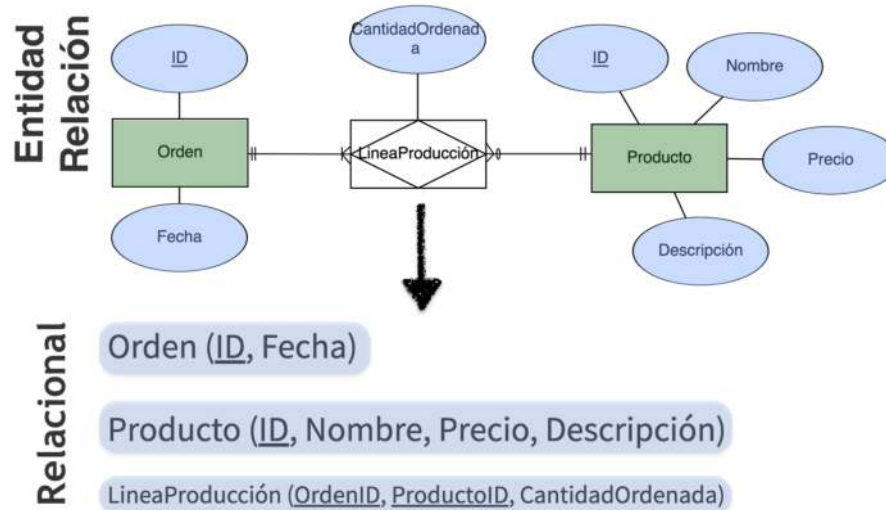 Entidad
Relación
ID
Orden
Fecha
CantidadOrdenad
a
LineaProducción
ID
Nombre
Producto
Precio
Descripción
Relacional
Orden (ID, Fecha)
Producto (ID, Nombre, Precio, Descripción)
LineaProducción (OrdenID, ProductoID, CantidadOrdenada)